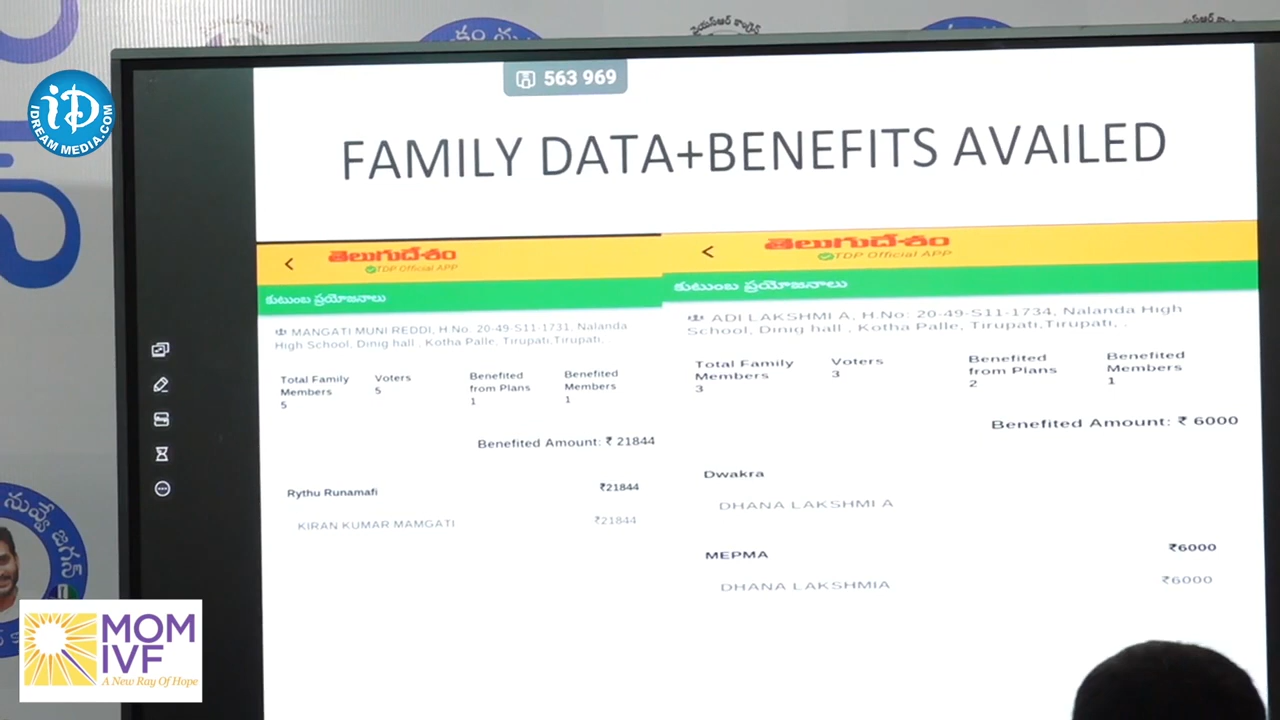 వైయస్ఆర్ కాంగ్రెస్
563 969
iD
IDREAM MEDIA.COM
FAMILY DATA+BENEFITS AVAILED
తెలుగుదేశం
TDP Official APP
కుటుంబ ప్రయోజనాలు
MANGATI MUNI REDDI, H.No. 20-49-S11-1731, Nalanda
High School, Dinig hall , Kotha Palle, Tirupati,Tirupati,
Total Family
Members
5
Voters
5
Benefited
from Plans
1
Benefited
Members
1
Benefited Amount: ₹ 21844
Rythu Runamafi ₹21844
KIRAN KUMAR MAMGATI ₹21844
తెలుగుదేశం
TDP Official APP
కుటుంబ ప్రయోజనాలు
ADI LAKSHMI A, H.No: 20-49-S11-1734, Nalanda High
School, Dinig hall , Kotha Palle, Tirupati,Tirupati, .
Total Family
Members
3
Voters
3
Benefited
from Plans
2
Benefited
Members
1
Benefited Amount: ₹ 6000
Dwakra
DHANA LAKSHMI A
MEPMA ₹6000
DHANA LAKSHMIA ₹6000
నువ్వే జగన్
MOM
IVF
A New Ray Of Hope